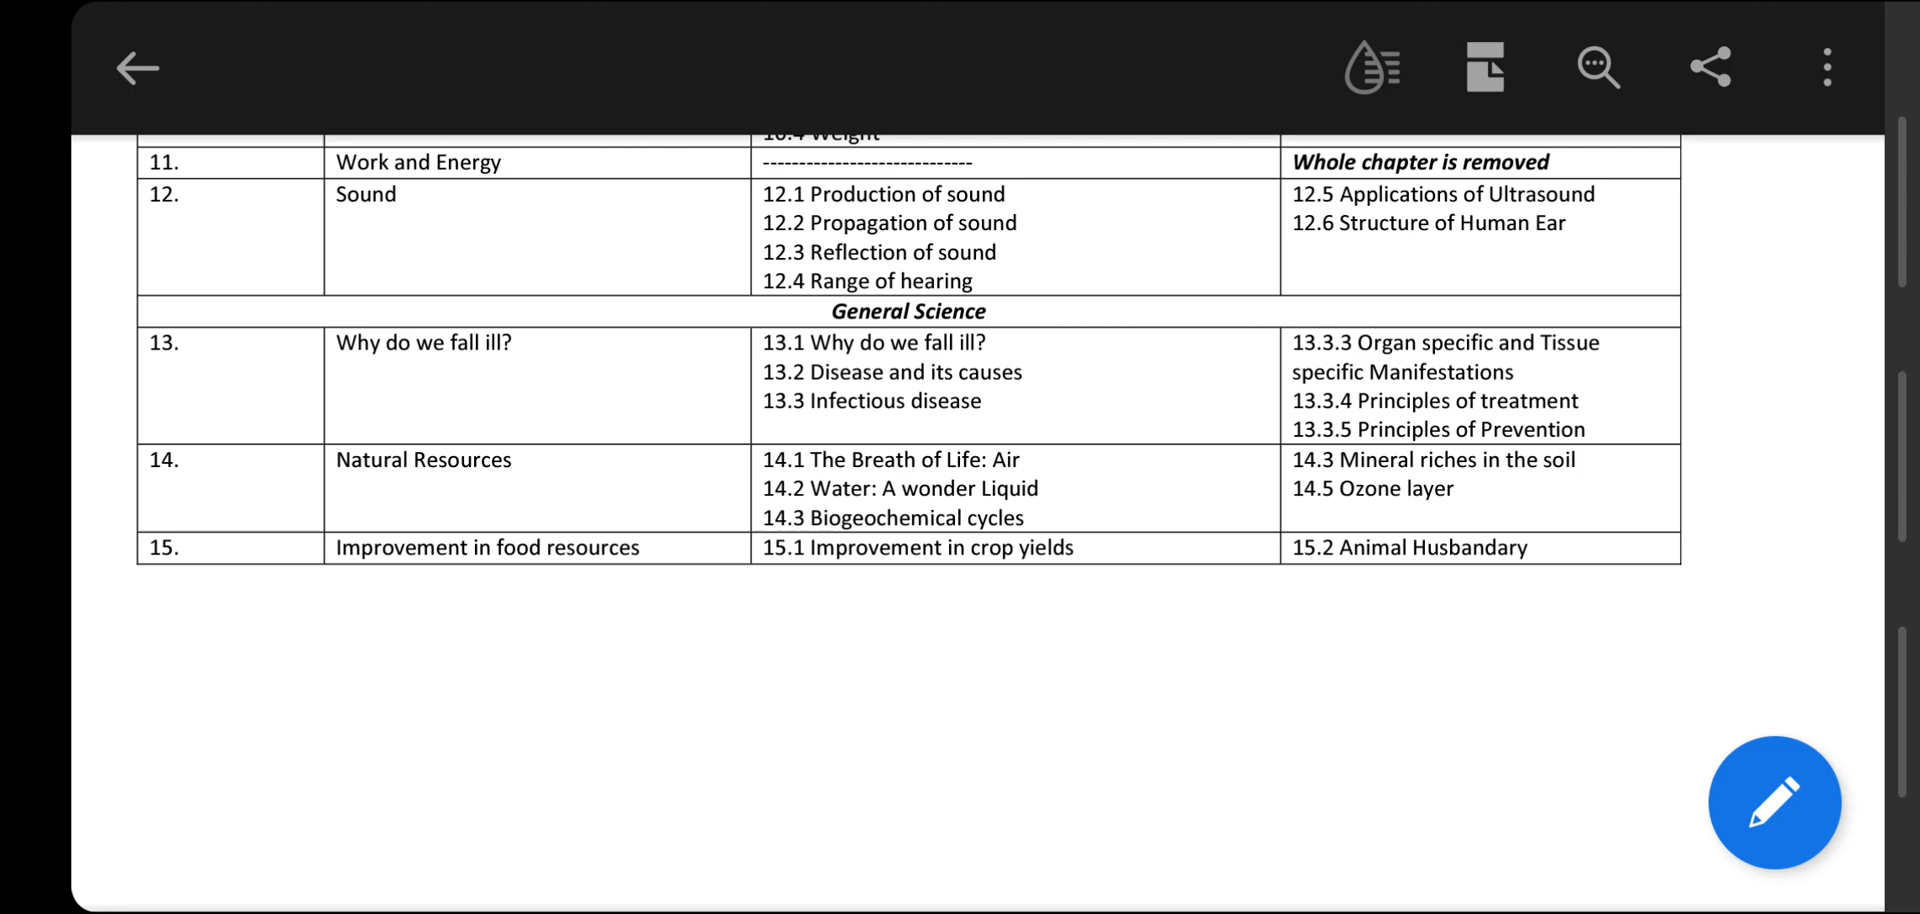 10.4 Weight
11. Work and Energy ---------------------------- Whole chapter is removed
12. Sound 12.1 Production of sound 12.5 Applications of Ultrasound
12.2 Propagation of sound 12.6 Structure of Human Ear
12.3 Reflection of sound
12.4 Range of hearing
General Science
13. Why do we fall ill? 13.1 Why do we fall ill? 13.3.3 Organ specific and Tissue
13.2 Disease and its causes specific Manifestations
13.3 Infectious disease 13.3.4 Principles of treatment
13.3.5 Principles of Prevention
14. Natural Resources 14.1 The Breath of Life: Air 14.3 Mineral riches in the soil
14.2 Water: A wonder Liquid 14.5 Ozone layer
14.3 Biogeochemical cycles
15. Improvement in food resources 15.1 Improvement in crop yields 15.2 Animal Husbandary